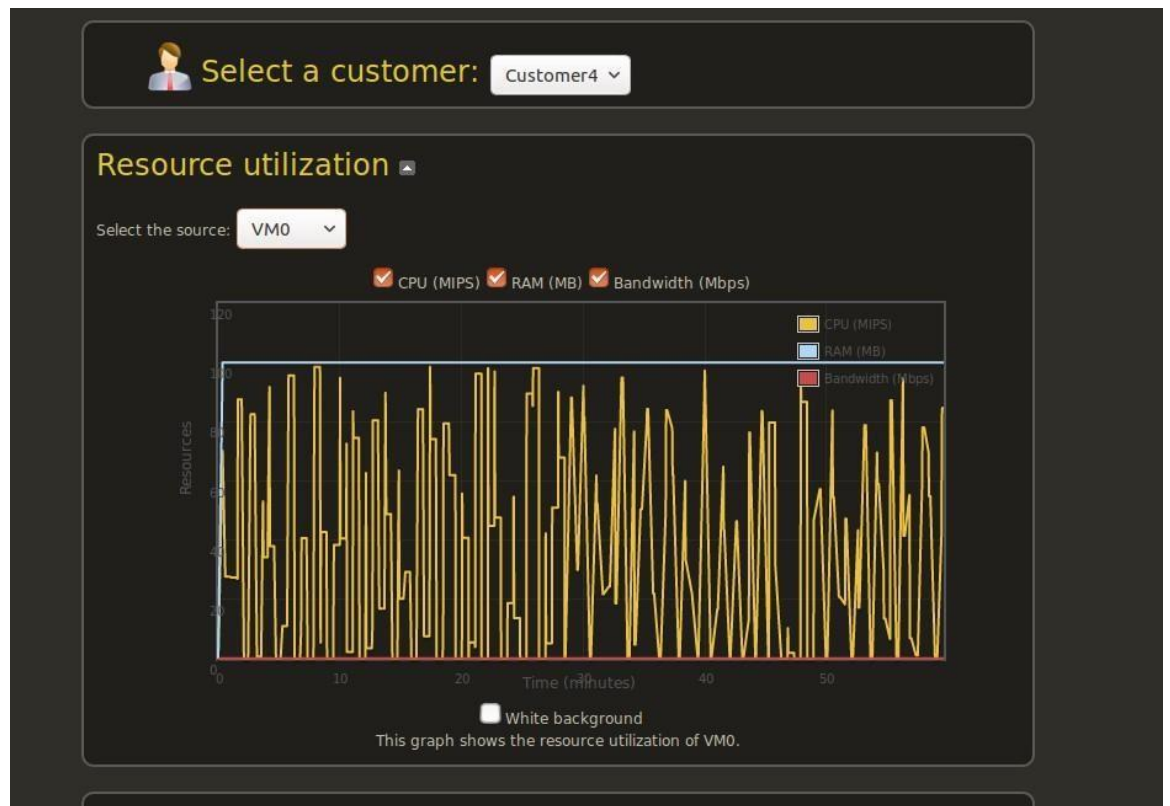 Select a customer: Customer4
Resource utilization
Select the source: VM0
CPU (MIPS) RAM (MB) Bandwidth (Mbps)
120
CPU (MIPS)
RAM (MB)
100
Bandwidth (Mbps)
80
Resources
60
40
20
0
0 10 20 30 40 50
Time (minutes)
White background
This graph shows the resource utilization of VM0.